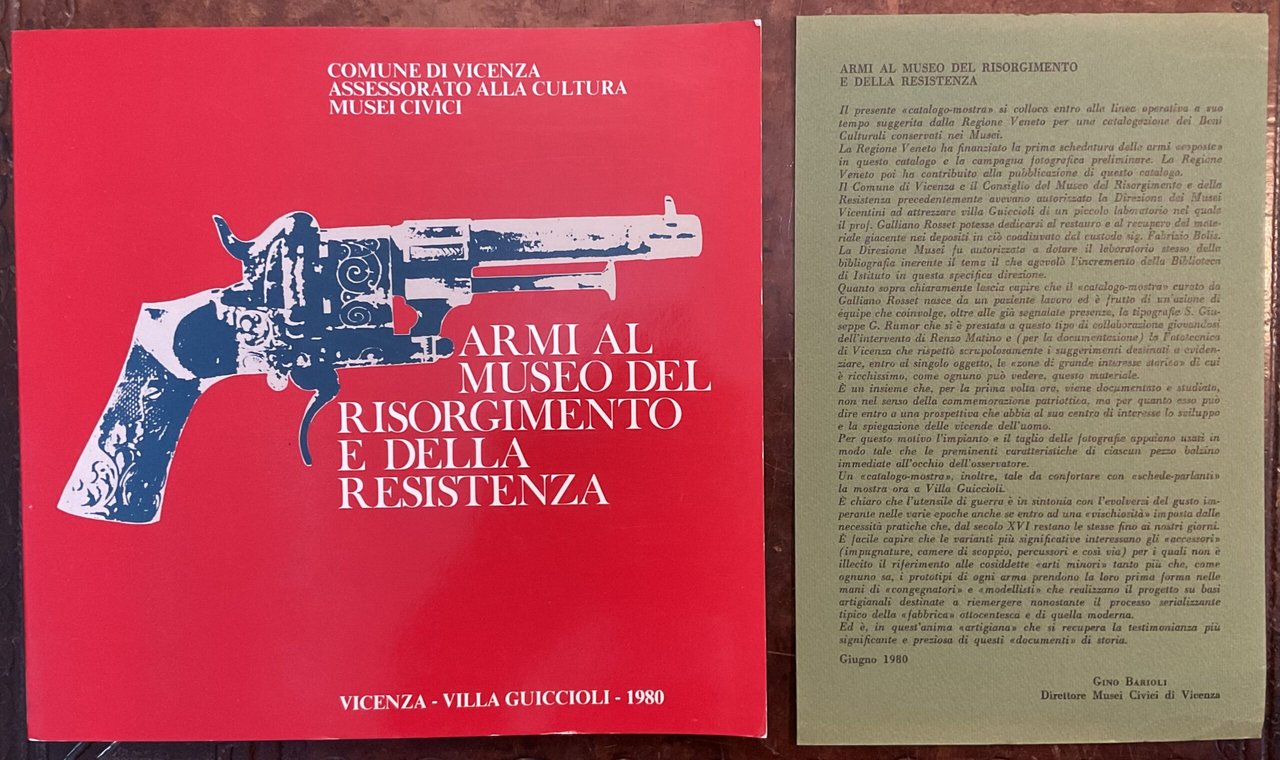 COMUNE DI VICENZA
ASSESSORATO ALLA CULTURA
MUSEI CIVICI
ARMI AL
MUSEO DEL
RISORGIMENTO
E DELLA
RESISTENZA
VICENZA - VILLA GUICCIOLI - 1980
ARMI AL MUSEO DEL RISORGIMENTO
E DELLA RESISTENZA
Il presente «catalogo-mostra» si colloca entro alla linea operativa a suo
tempo suggerita dalla Regione Veneto per una catalogazione dei Beni
Culturali conservati nei Musei.
La Regione Veneto ha finanziato la prima schedatura delle armi «esposte»
in questo catalogo e la campagna fotografica preliminare. La Regione
Veneto poi ha contribuito alla pubblicazione di questo catalogo.
Il Comune di Vicenza e il Consiglio del Museo del Risorgimento e della
Resistenza precedentemente avevano autorizzato la Direzione dei Musei
Vicentini ad attrezzare villa Guiccioli di un piccolo laboratorio nel quale
il prof. Galliano Rosset potesse dedicarsi al restauro e al recupero del mate-
riale giacente nei depositi in ciò coadiuvato dal custode sig. Fabrizio Bolis.
La Direzione Musei fu autorizzata a dotare il laboratorio stesso della
bibliografia inerente il tema il che agevolò l'incremento della Biblioteca
di Istituto in questa specifica direzione.
Quanto sopra chiaramente lascia capire che il «catalogo-mostra» curato da
Galliano Rosset nasce da un paziente lavoro ed è frutto di un'azione di
équipe che coinvolge, oltre alle già segnalate presenze, la tipografia S. Giu-
seppe G. Rumor che si è prestata a questo tipo di collaborazione giovandosi
dell'intervento di Renzo Matino e (per la documentazione) la Fototecnica
di Vicenza che rispettò scrupolosamente i suggerimenti destinati a eviden-
ziare, entro al singolo oggetto, le «zone di grande interesse storico» di cui
è ricchissimo, come ognuno può vedere, questo materiale.
È un insieme che, per la prima volta ora, viene documentato e studiato,
non nel senso della commemorazione patriottica, ma per quanto esso può
dire entro a una prospettiva che abbia al suo centro di interesse lo sviluppo
e la spiegazione delle vicende dell'uomo.
Per questo motivo l'impianto e il taglio delle fotografie appaiono usati in
modo tale che le preminenti caratteristiche di ciascun pezzo balzino
immediate all'occhio dell'osservatore.
Un «catalogo-mostra», inoltre, tale da confortare con «schede-parlanti»
la mostra ora a Villa Guiccioli.
È chiaro che l'utensile di guerra è in sintonia con l'evolversi del gusto im-
perante nelle varie epoche anche se entro ad una «vischiosità» imposta dalle
necessità pratiche che, dal secolo XVI restano le stesse fino ai nostri giorni.
È facile capire che le varianti più significative interessano gli «accessori»
(impugnature, camere di scoppio, percussori e così via) per i quali non è
illecito il riferimento alle cosiddette «arti minori» tanto più che, come
ognuno sa, i prototipi di ogni arma prendono la loro prima forma nelle
mani di «congegnatori» e «modellisti» che realizzano il progetto su basi
artigianali destinate a riemergere nonostante il processo serializzante
tipico della «fabbrica» ottocentesca e di quella moderna.
Ed è, in quest'anima «artigiana» che si recupera la testimonianza più
significante e preziosa di questi «documenti» di storia.
Giugno 1980
GINO BARIOLI
Direttore Musei Civici di Vicenza